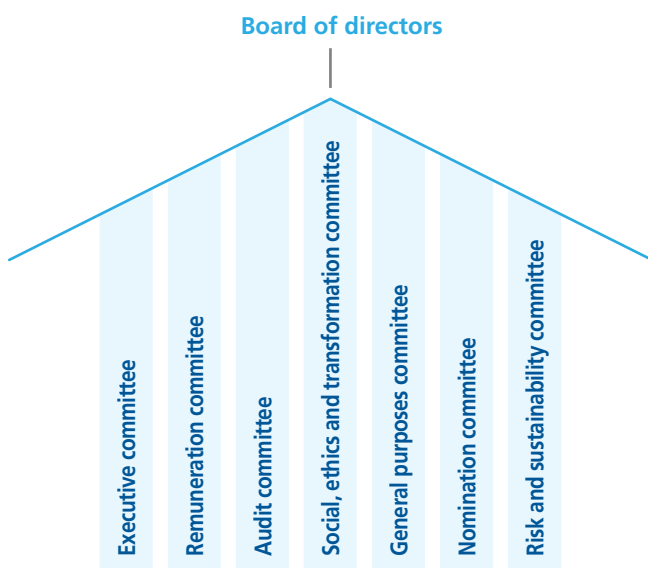 Board of directors
Executive committee
Remuneration committee
Audit committee
Social, ethics and transformation committee
General purposes committee
Nomination committee
Risk and sustainability committee